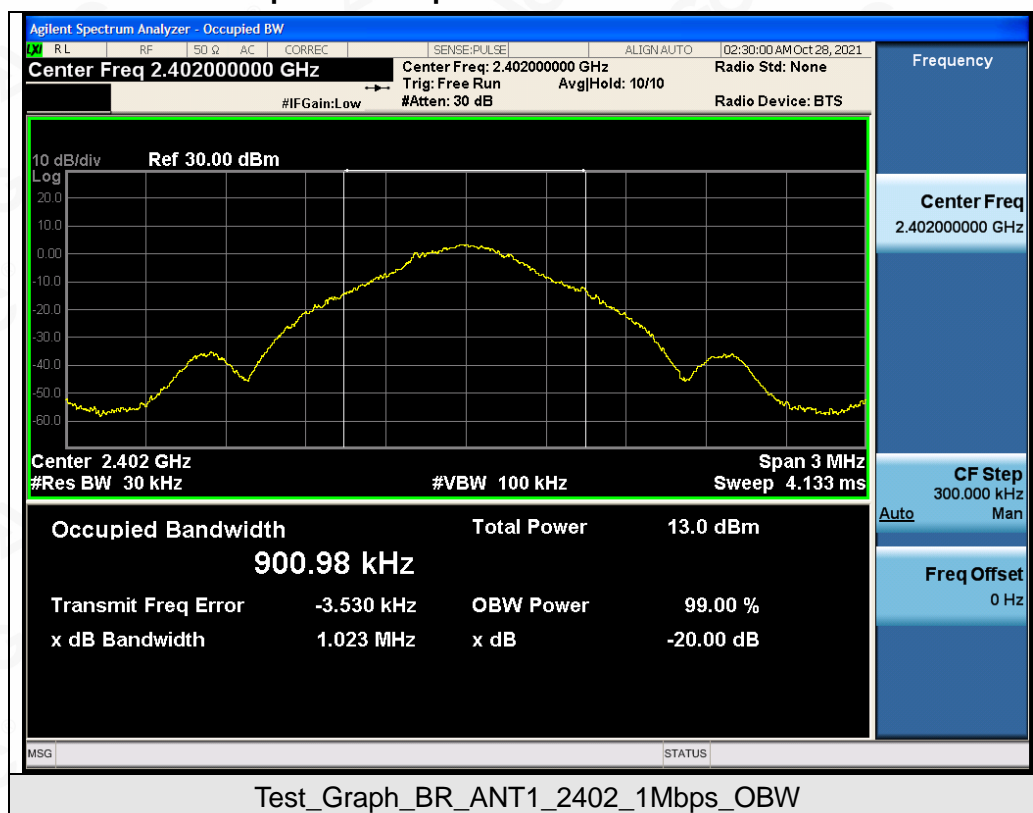 Agilent Spectrum Analyzer - Occupied BW
LXI RL RF 50 Ω AC CORREC SENSE:PULSE ALIGN AUTO 02:30:00 AM Oct 28, 2021
Center Freq 2.402000000 GHz Center Freq: 2.402000000 GHz Radio Std: None
Trig: Free Run Avg|Hold: 10/10
#IFGain:Low #Atten: 30 dB Radio Device: BTS
10 dB/div Ref 30.00 dBm
Log
20.0
10.0
0.00
-10.0
-20.0
-30.0
-40.0
-50.0
-60.0
Center 2.402 GHz Span 3 MHz
#Res BW 30 kHz #VBW 100 kHz Sweep 4.133 ms
Occupied Bandwidth Total Power 13.0 dBm
900.98 kHz
Transmit Freq Error -3.530 kHz OBW Power 99.00 %
x dB Bandwidth 1.023 MHz x dB -20.00 dB
MSG STATUS
Frequency
Center Freq
2.402000000 GHz
CF Step
300.000 kHz
Auto Man
Freq Offset
0 Hz
Test_Graph_BR_ANT1_2402_1Mbps_OBW